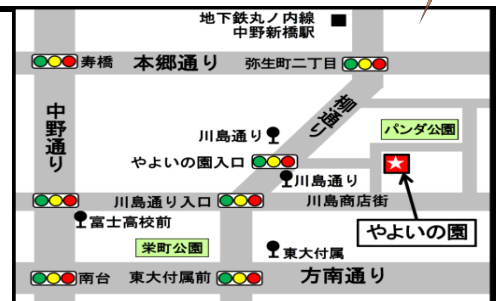 地下鉄丸ノ内線
中野新橋駅
寿橋
本郷通り
弥生町二丁目
中野通り
柳通り
川島通り
パンダ公園
やよいの園入口
川島通り
川島通り入口
川島商店街
富士高校前
やよいの園
栄町公園
東大付属
南台
東大付属前
方南通り